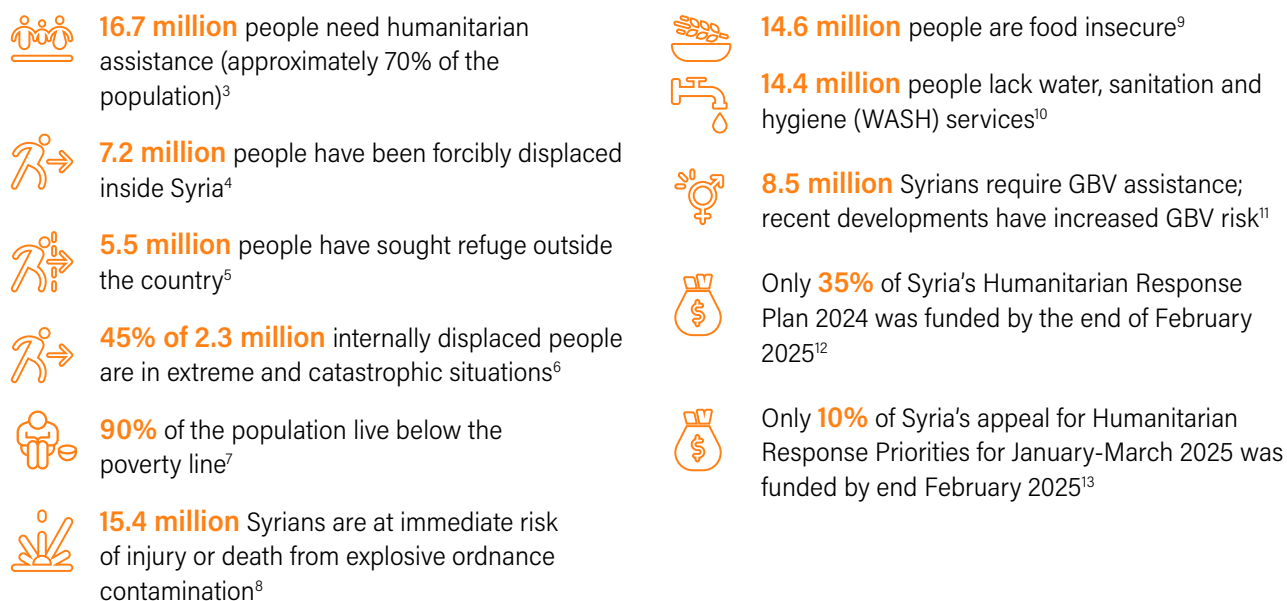 16.7 million people need humanitarian
assistance (approximately 70% of the
population)³
7.2 million people have been forcibly displaced
inside Syria⁴
5.5 million people have sought refuge outside
the country⁵
45% of 2.3 million internally displaced people
are in extreme and catastrophic situations⁶
90% of the population live below the
poverty line⁷
15.4 million Syrians are at immediate risk
of injury or death from explosive ordnance
contamination⁸
14.6 million people are food insecure⁹
14.4 million people lack water, sanitation and
hygiene (WASH) services¹⁰
8.5 million Syrians require GBV assistance;
recent developments have increased GBV risk¹¹
Only 35% of Syria’s Humanitarian Response
Plan 2024 was funded by the end of February
2025¹²
Only 10% of Syria’s appeal for Humanitarian
Response Priorities for January-March 2025 was
funded by end February 2025¹³